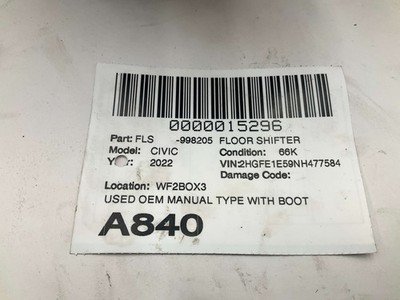 0000015296
Part: FLS -998205 FLOOR SHIFTER
Model: CIVIC Condition: 66K
Year: 2022 VIN:2HGFE1E59NH477584
Damage Code:
Location: WF2BOX3
USED OEM MANUAL TYPE WITH BOOT
A840